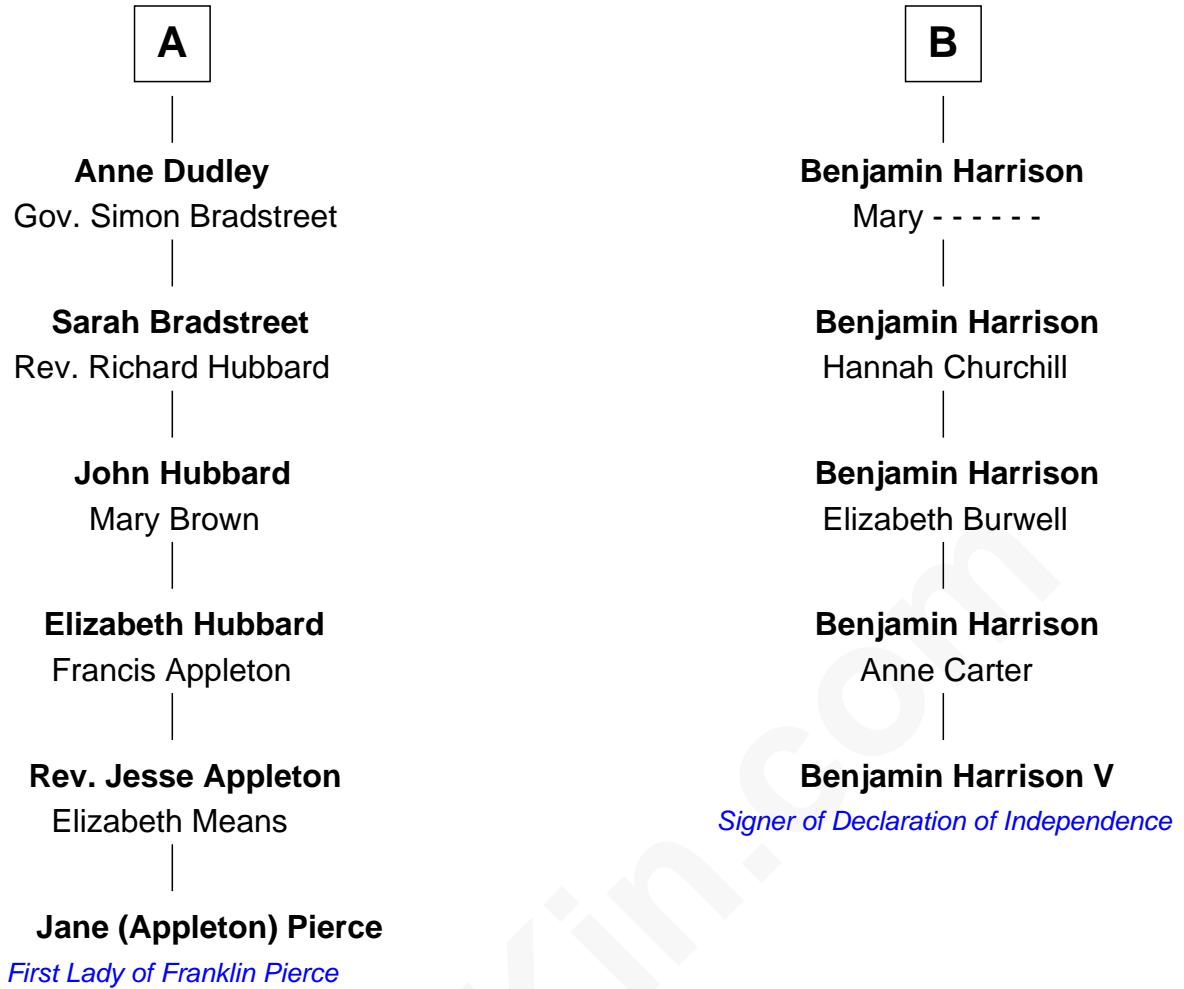 A
Anne Dudley
Gov. Simon Bradstreet
Sarah Bradstreet
Rev. Richard Hubbard
John Hubbard
Mary Brown
Elizabeth Hubbard
Francis Appleton
Rev. Jesse Appleton
Elizabeth Means
Jane (Appleton) Pierce
First Lady of Franklin Pierce
B
Benjamin Harrison
Mary - - - - - -
Benjamin Harrison
Hannah Churchill
Benjamin Harrison
Elizabeth Burwell
Benjamin Harrison
Anne Carter
Benjamin Harrison V
Signer of Declaration of Independence
kin.com